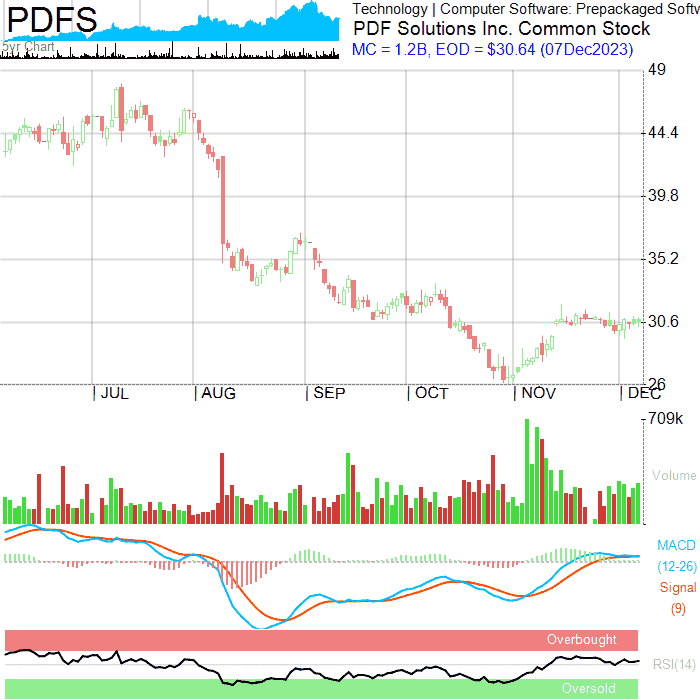 PDFS
5yr Chart
Technology | Computer Software: Prepackaged Softw
PDF Solutions Inc. Common Stock
MC = 1.2B, EOD = $30.64 (07Dec2023)
49
44.4
39.8
35.2
30.6
26
JUL AUG SEP OCT NOV DEC
709k
Volume
MACD
(12-26)
Signal
(9)
Overbought
RSI(14)
Oversold